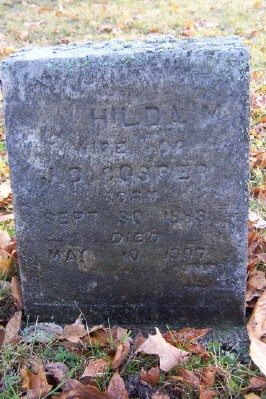 HILDA M
WIFE OF
J. C. COSPER
BORN
SEPT 30
DIED
MAY 10